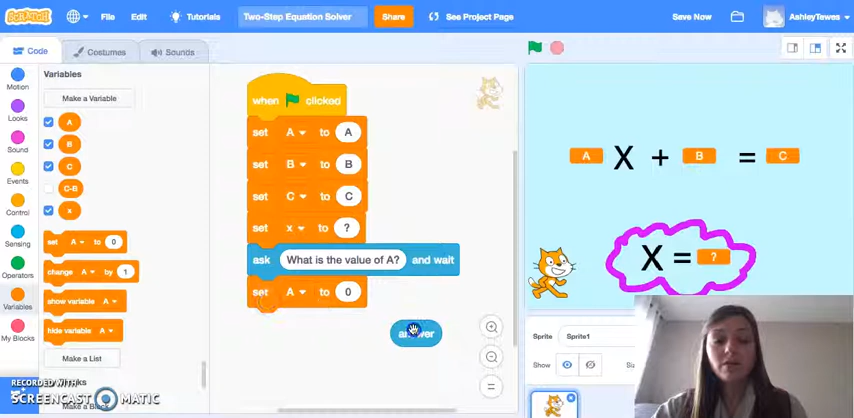 SCRATCH File Edit Tutorials Two-Step Equation Solver Share See Project Page Save Now AshleyTewes
Code Costumes Sounds
Motion
Looks
Sound
Events
Control
Sensing
Operators
Variables
My Blocks
Variables
Make a Variable
A
B
C
C-B
x
set A to 0
change A by 1
show variable A
hide variable A
Make a List
when clicked
set A to A
set B to B
set C to C
set x to ?
ask What is the value of A? and wait
set A to 0
answer
A X + B = C
X = ?
Sprite Sprite1
Show
RECORDED WITH
SCREENCAST MATIC